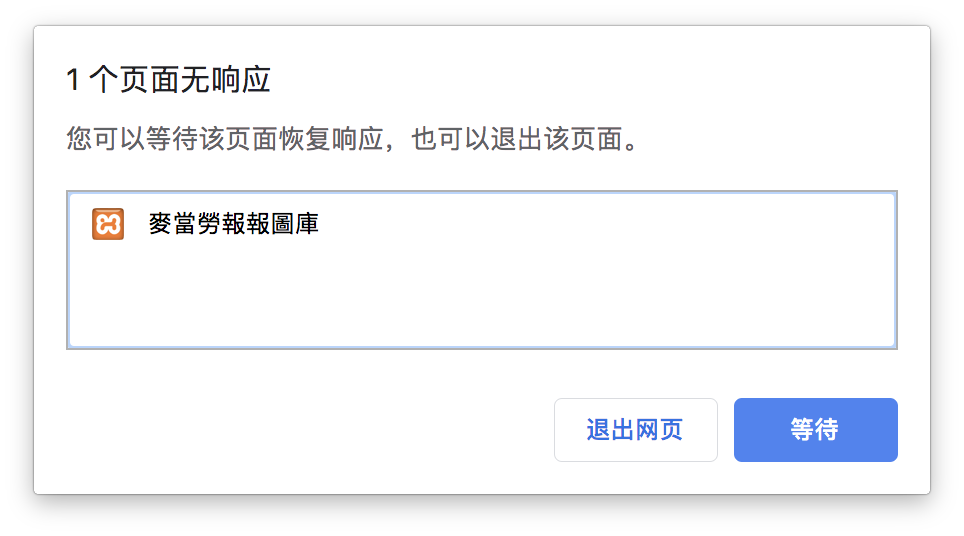 1 个页面无响应
您可以等待该页面恢复响应，也可以退出该页面。
麥當勞報報圖庫
退出网页
等待